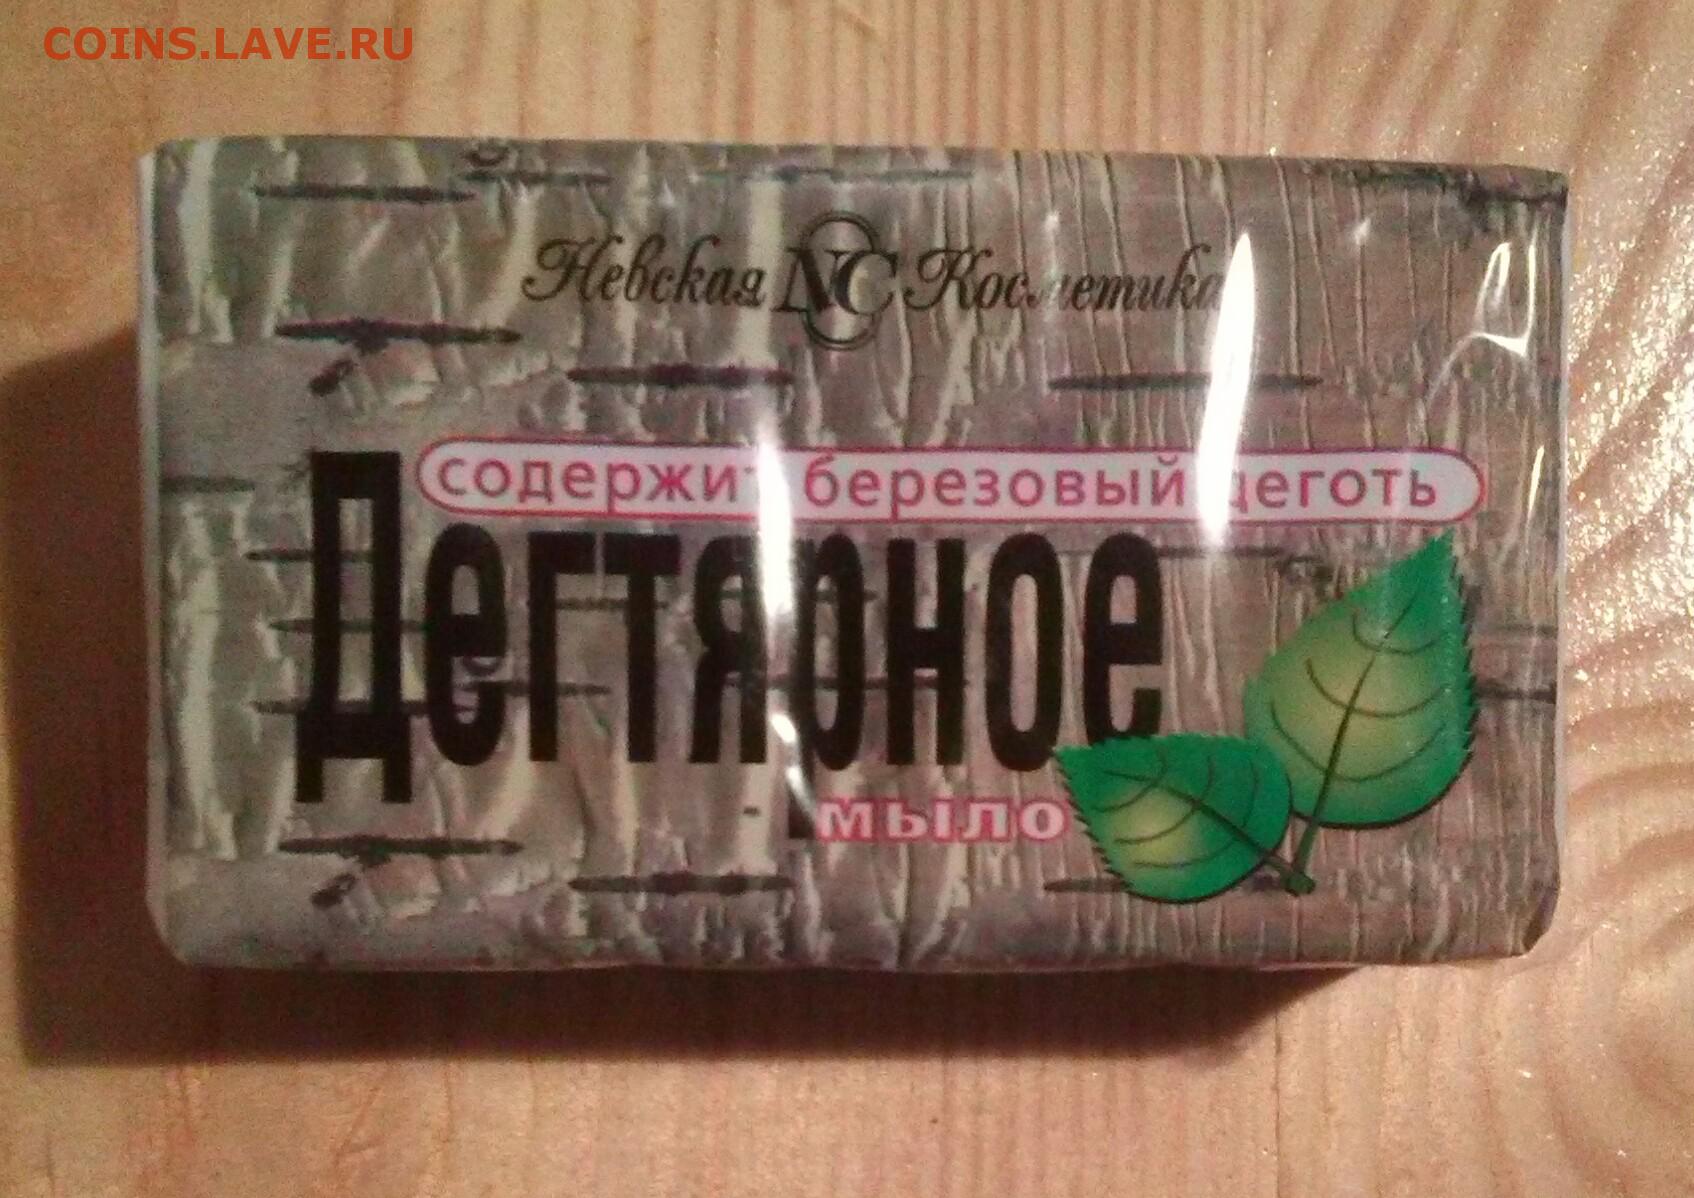 COINS.LAVE.RU
Невская NC Косметика
содержит березовый деготь
Дегтярное
мыло